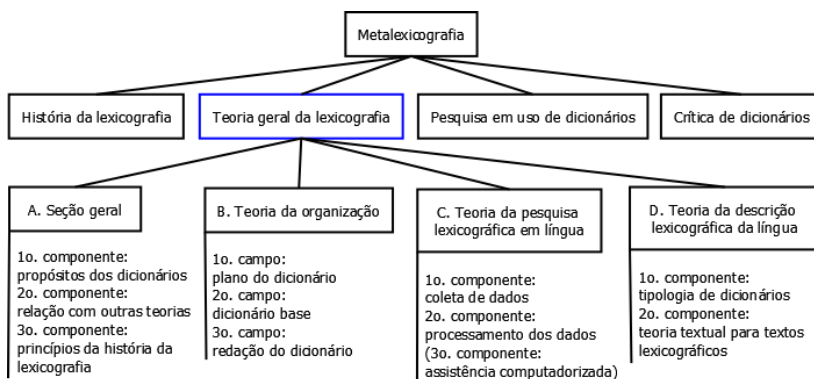 Metalexicografia
História da lexicografia
Teoria geral da lexicografia
Pesquisa em uso de dicionários
Crítica de dicionários
A. Seção geral
1o. componente:
propósitos dos dicionários
2o. componente:
relação com outras teorias
3o. componente:
princípios da história da
lexicografia
B. Teoria da organização
1o. campo:
plano do dicionário
2o. campo:
dicionário base
3o. campo:
redação do dicionário
C. Teoria da pesquisa
lexicográfica em língua
1o. componente:
coleta de dados
2o. componente:
processamento dos dados
(3o. componente:
assistência computadorizada)
D. Teoria da descrição
lexicográfica da língua
1o. componente:
tipologia de dicionários
2o. componente:
teoria textual para textos
lexicográficos